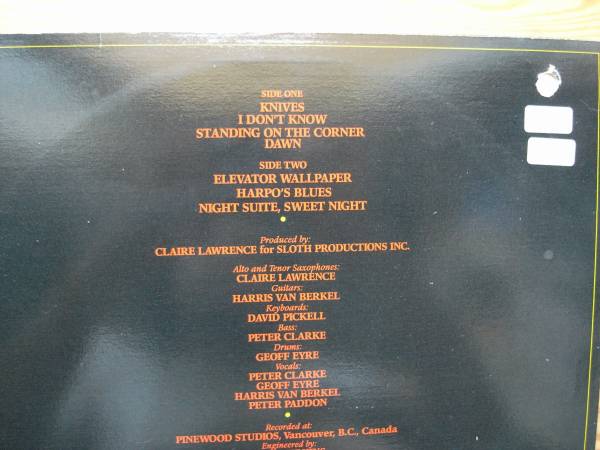 SIDE ONE
KNIVES
I DON'T KNOW
STANDING ON THE CORNER
DAWN
SIDE TWO
ELEVATOR WALLPAPER
HARPO'S BLUES
NIGHT SUITE, SWEET NIGHT
Produced by:
CLAIRE LAWRENCE for SLOTH PRODUCTIONS INC.
Alto and Tenor Saxophones:
CLAIRE LAWRENCE
Guitars:
HARRIS VAN BERKEL
Keyboards:
DAVID PICKELL
Bass:
PETER CLARKE
Drums:
GEOFF EYRE
Vocals:
PETER CLARKE
GEOFF EYRE
HARRIS VAN BERKEL
PETER PADDON
Recorded at:
PINEWOOD STUDIOS, Vancouver, B.C., Canada
Engineered by: